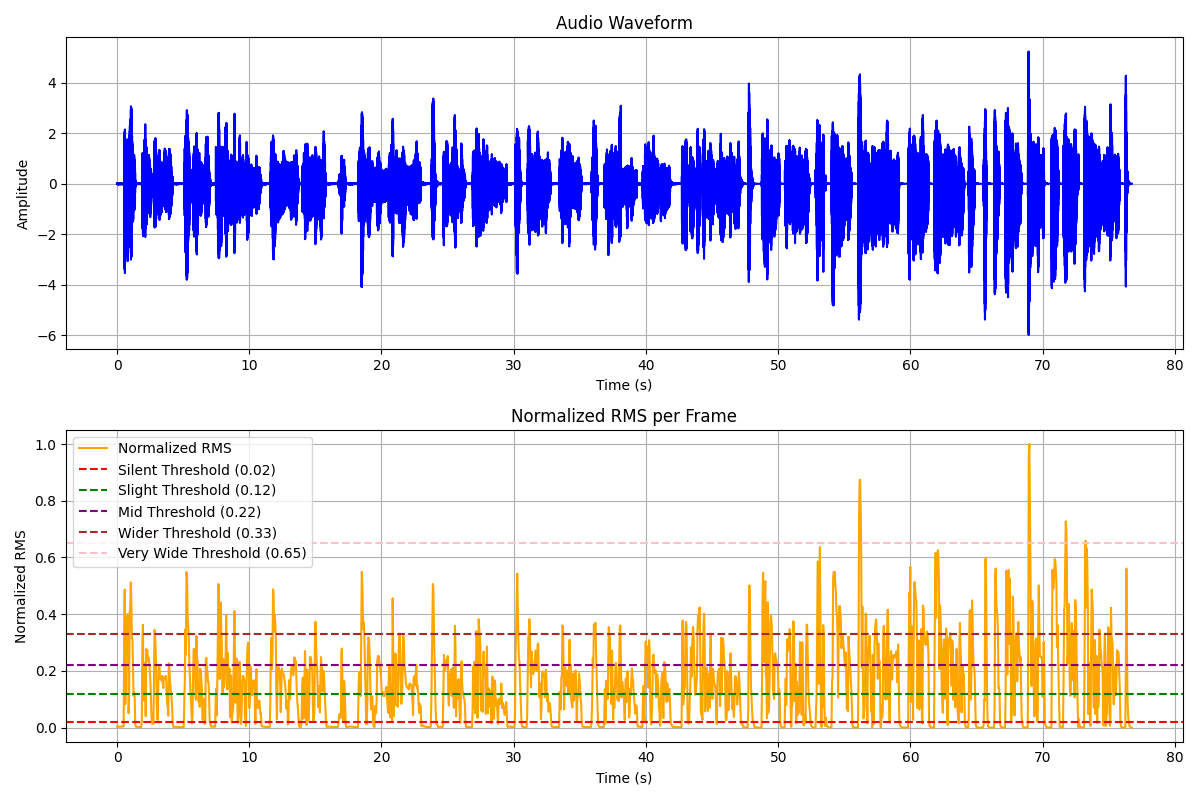 Audio Waveform
4
2
0
−2
−4
−6
Amplitude
0 10 20 30 40 50 60 70 80
Time (s)
Normalized RMS per Frame
1.0
0.8
0.6
0.4
0.2
0.0
Normalized RMS
Normalized RMS
Silent Threshold (0.02)
Slight Threshold (0.12)
Mid Threshold (0.22)
Wider Threshold (0.33)
Very Wide Threshold (0.65)
0 10 20 30 40 50 60 70 80
Time (s)